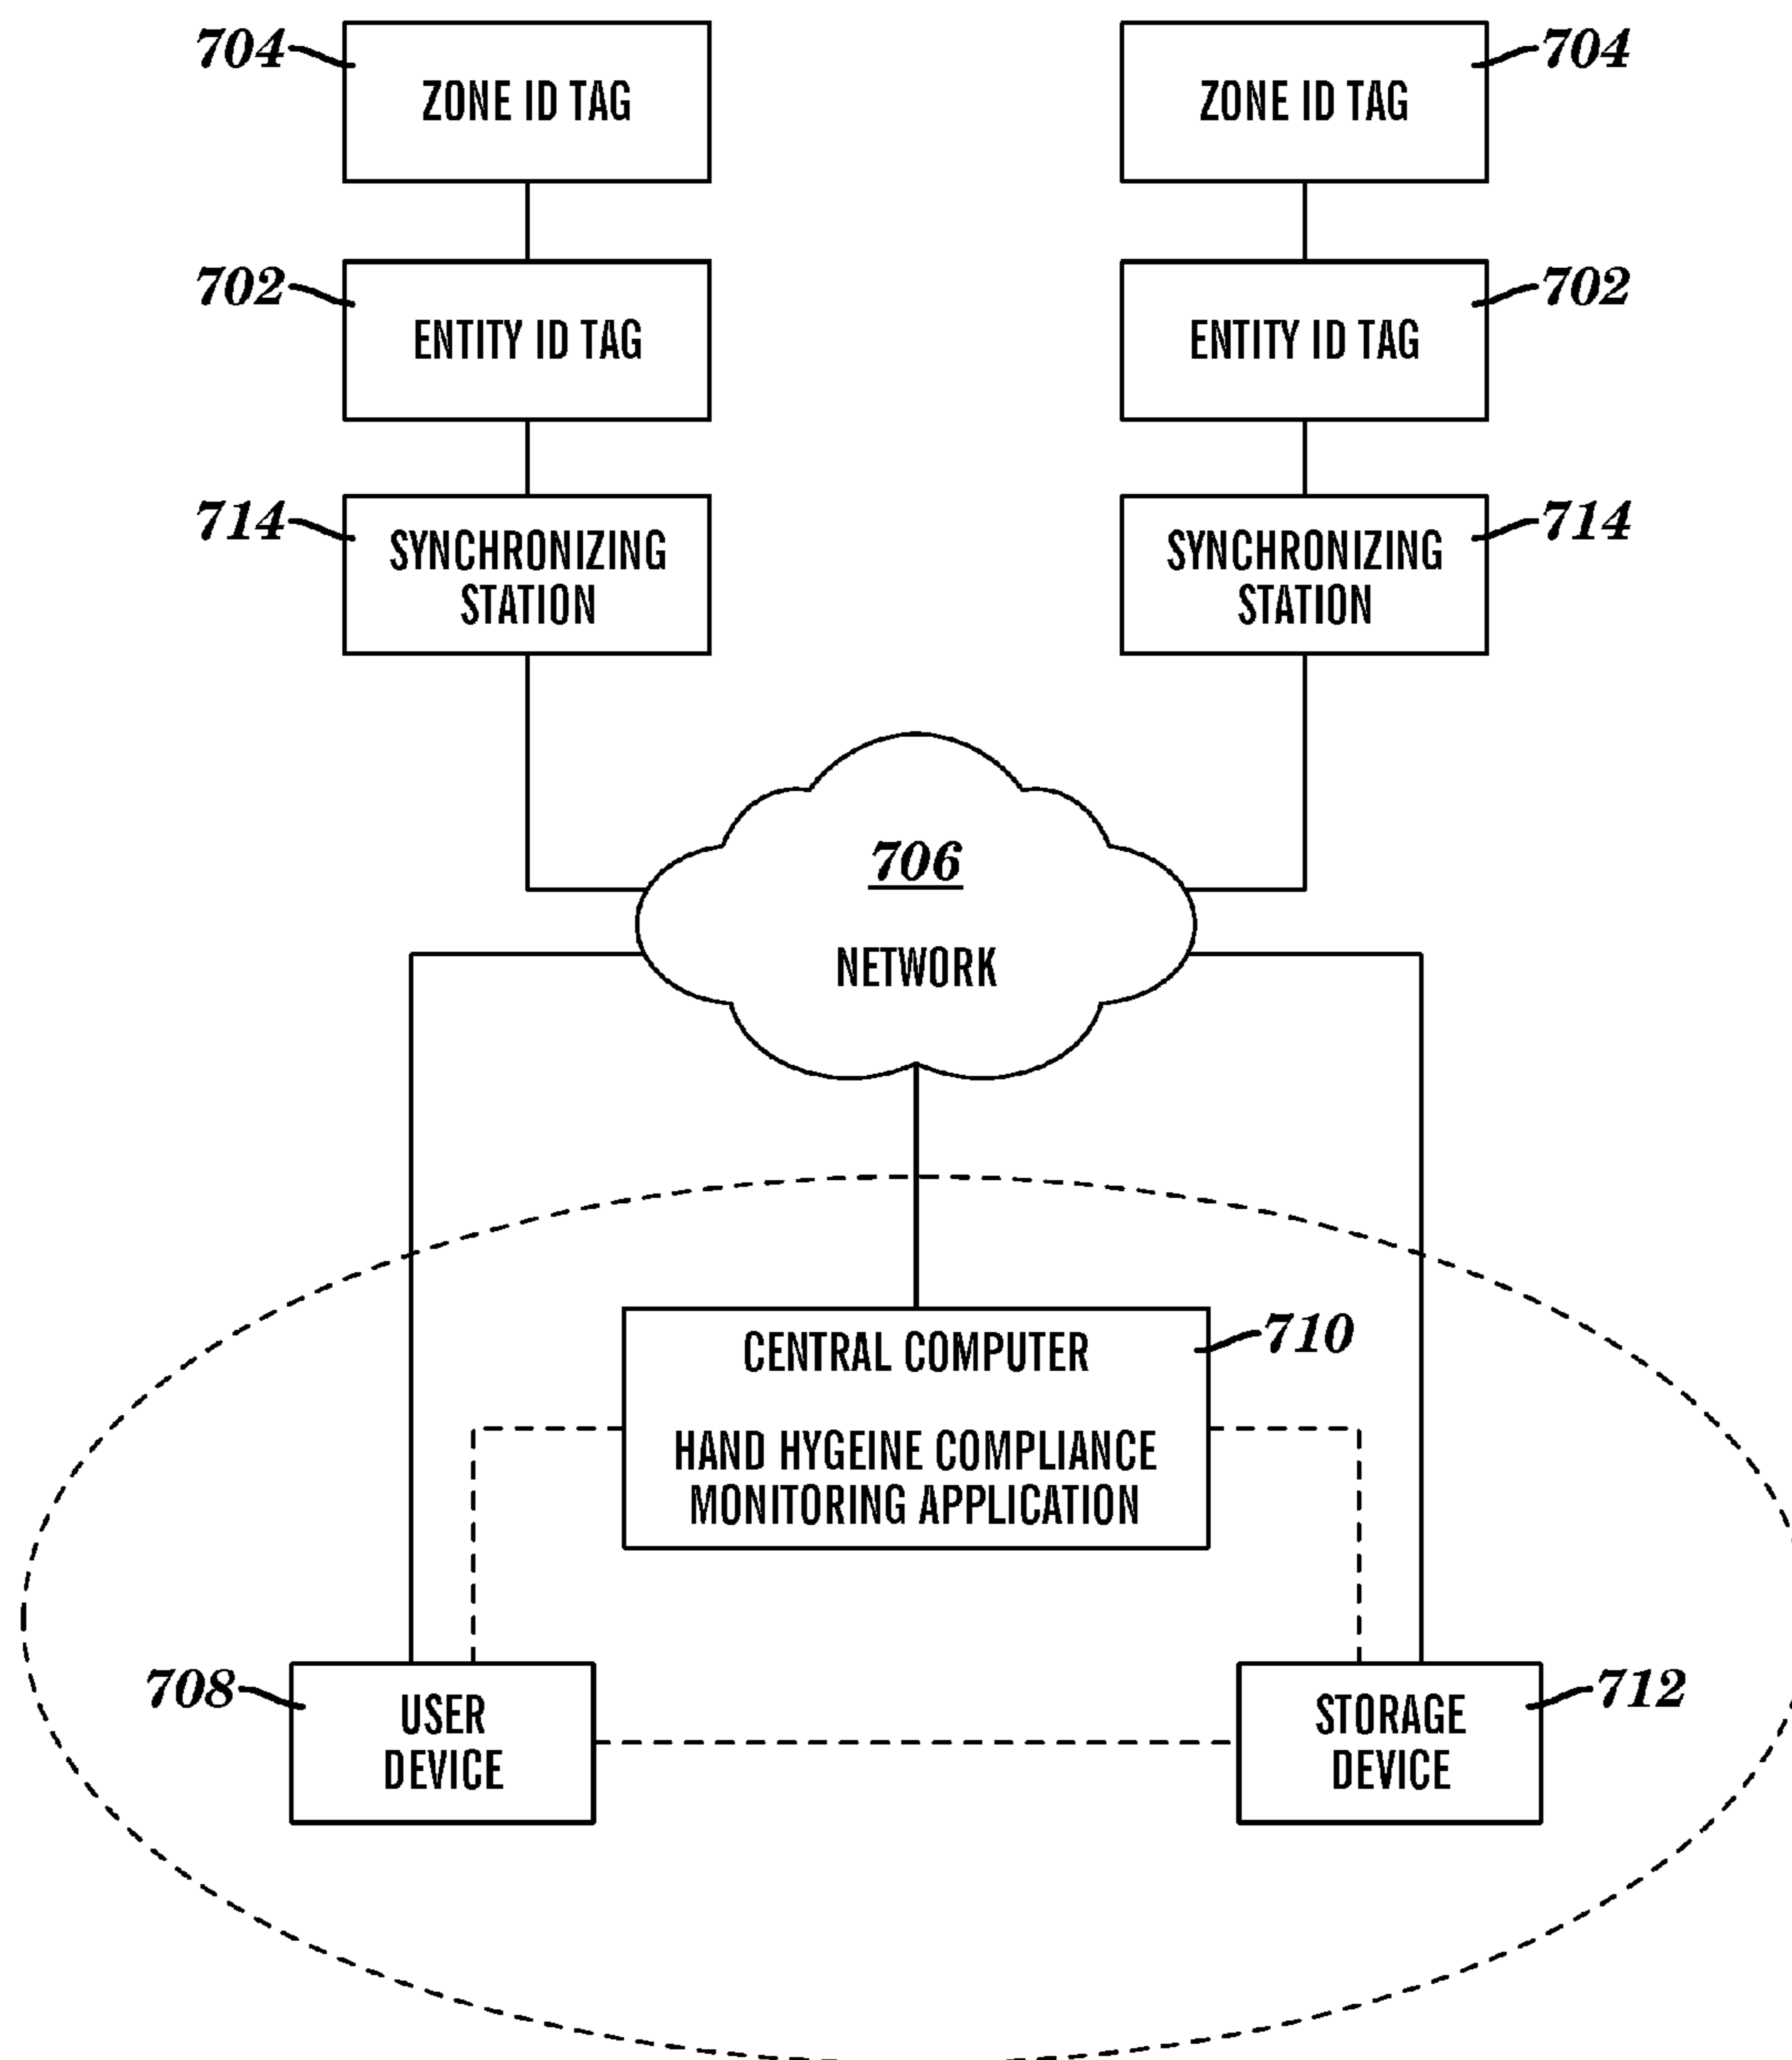 704 ZONE ID TAG
ZONE ID TAG 704
702 ENTITY ID TAG
ENTITY ID TAG 702
714 SYNCHRONIZING
STATION
SYNCHRONIZING 714
STATION
706
NETWORK
CENTRAL COMPUTER 710
HAND HYGEINE COMPLIANCE
MONITORING APPLICATION
708 USER
DEVICE
STORAGE 712
DEVICE